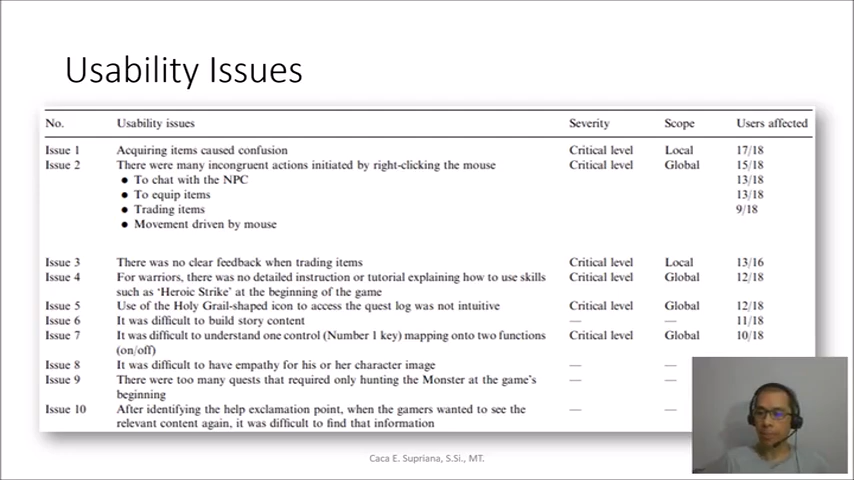 Usability Issues
No. Usability issues Severity Scope Users affected
Issue 1 Acquiring items caused confusion Critical level Local 17/18
Issue 2 There were many incongruent actions initiated by right-clicking the mouse Critical level Global 15/18
● To chat with the NPC 13/18
● To equip items 13/18
● Trading items 9/18
● Movement driven by mouse
Issue 3 There was no clear feedback when trading items Critical level Local 13/16
Issue 4 For warriors, there was no detailed instruction or tutorial explaining how to use skills Critical level Global 12/18
such as 'Heroic Strike' at the beginning of the game
Issue 5 Use of the Holy Grail-shaped icon to access the quest log was not intuitive Critical level Global 12/18
Issue 6 It was difficult to build story content — — 11/18
Issue 7 It was difficult to understand one control (Number 1 key) mapping onto two functions Critical level Global 10/18
(on/off)
Issue 8 It was difficult to have empathy for his or her character image — —
Issue 9 There were too many quests that required only hunting the Monster at the game's — —
beginning
Issue 10 After identifying the help exclamation point, when the gamers wanted to see the — —
relevant content again, it was difficult to find that information
Caca E. Supriana, S.Si., MT.